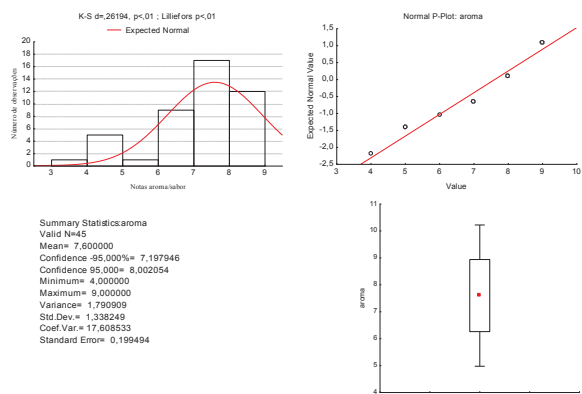 K-S d=,26194, p<,01 ; Lilliefors p<,01
Expected Normal
Número de observações
20
18
16
14
12
10
8
6
4
2
0
3 4 5 6 7 8 9
Notas aroma/sabor
Normal P-Plot: aroma
Expected Normal Value
1,5
1,0
0,5
0,0
-0,5
-1,0
-1,5
-2,0
-2,5
3 4 5 6 7 8 9 10
Value
Summary Statistics:aroma
Valid N=45
Mean= 7,600000
Confidence -95,000%= 7,197946
Confidence 95,000= 8,002054
Minimum= 4,000000
Maximum= 9,000000
Variance= 1,790909
Std.Dev.= 1,338249
Coef.Var.= 17,608533
Standard Error= 0,199494
aroma
11
10
9
8
7
6
5
4